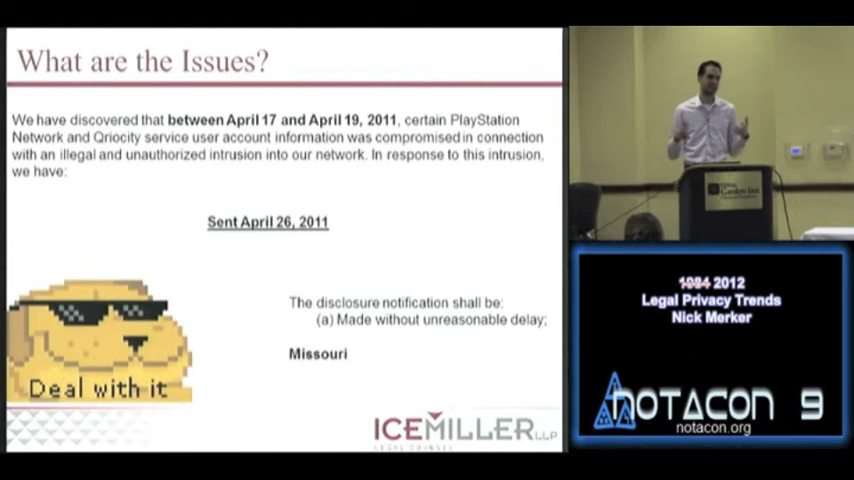 What are the Issues?
We have discovered that between April 17 and April 19, 2011, certain PlayStation
Network and Qriocity service user account information was compromised in connection
with an illegal and unauthorized intrusion into our network. In response to this intrusion,
we have:
Sent April 26, 2011
The disclosure notification shall be:
(a) Made without unreasonable delay;
Missouri
Deal with it
ICEMILLER LLP
LEGAL COUNSEL
Garden Inn
1984 2012
Legal Privacy Trends
Nick Merker
NOTACON 9
notacon.org